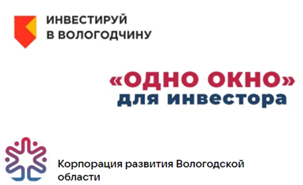 ИНВЕСТИРУЙ
В ВОЛОГОДЧИНУ
«ОДНО ОКНО»
для инвестора
Корпорация развития Вологодской
области